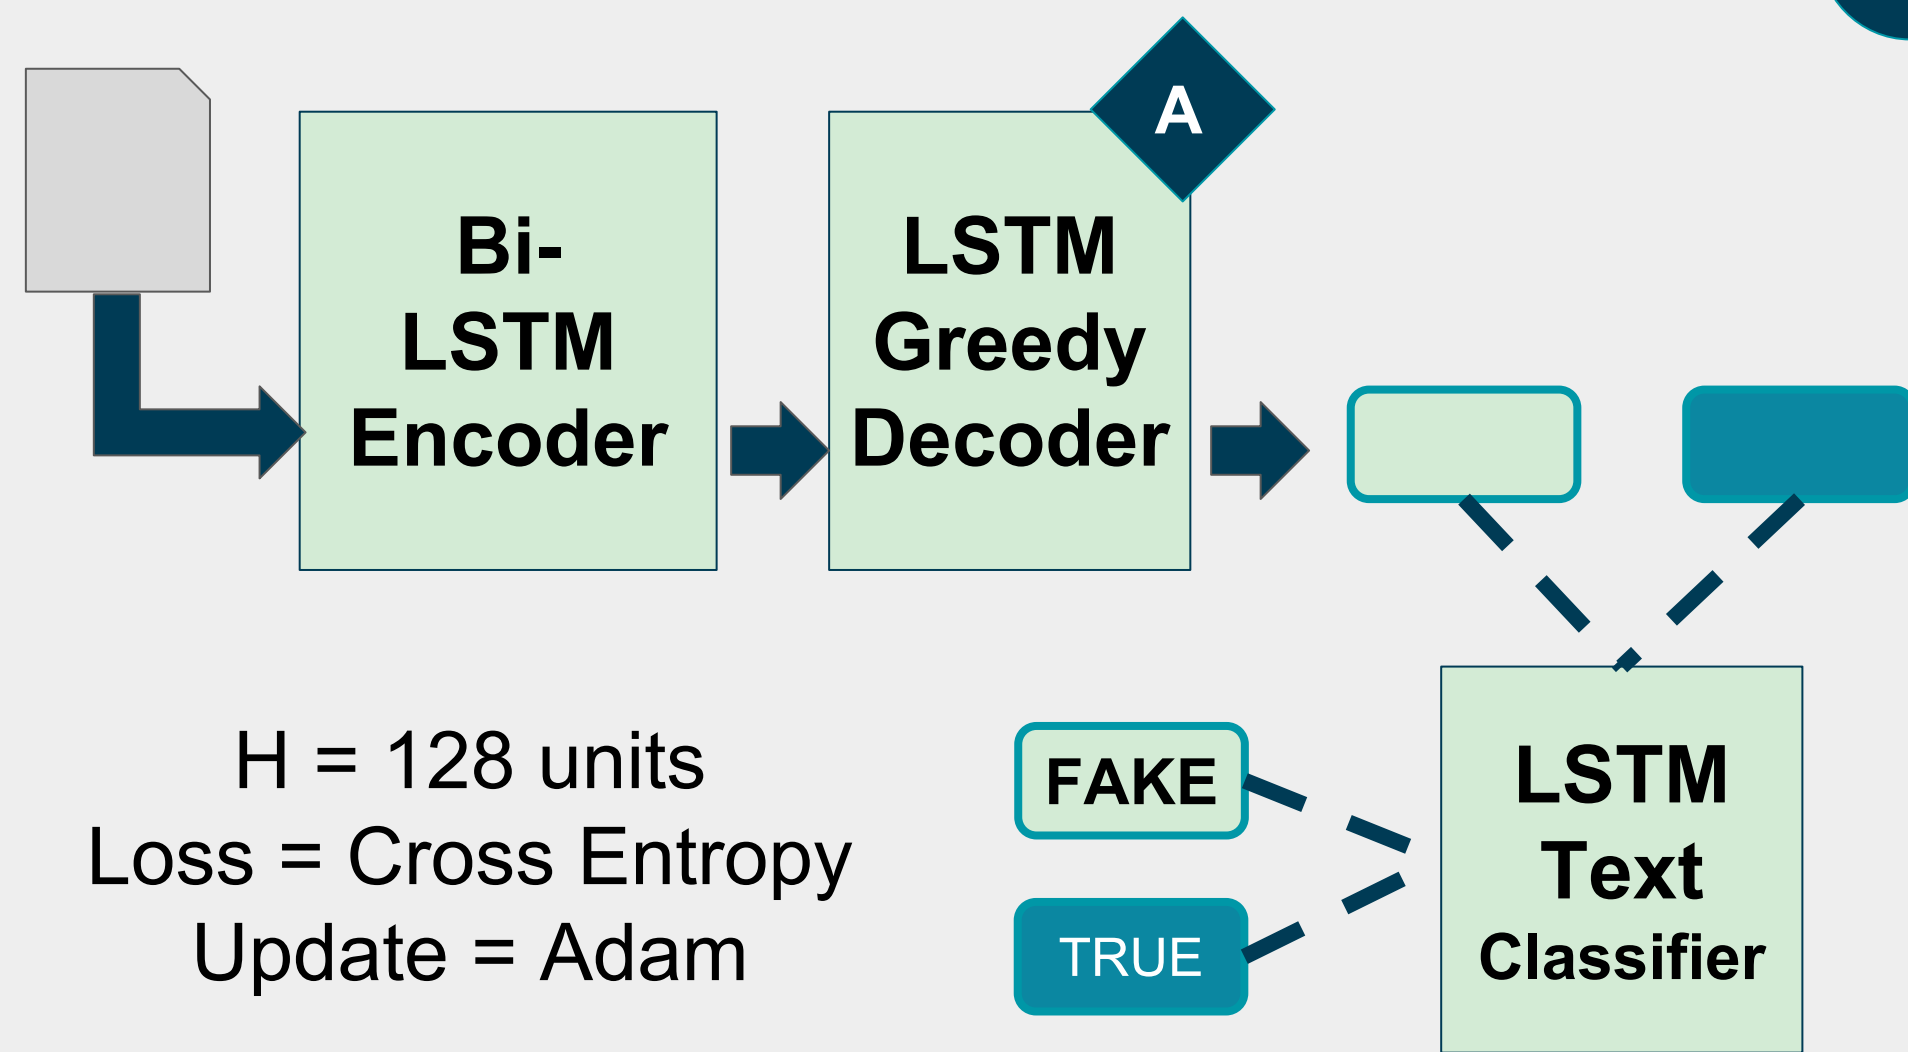 A
Bi-
LSTM
Encoder
LSTM
Greedy
Decoder
H = 128 units
Loss = Cross Entropy
Update = Adam
FAKE
TRUE
LSTM
Text
Classifier